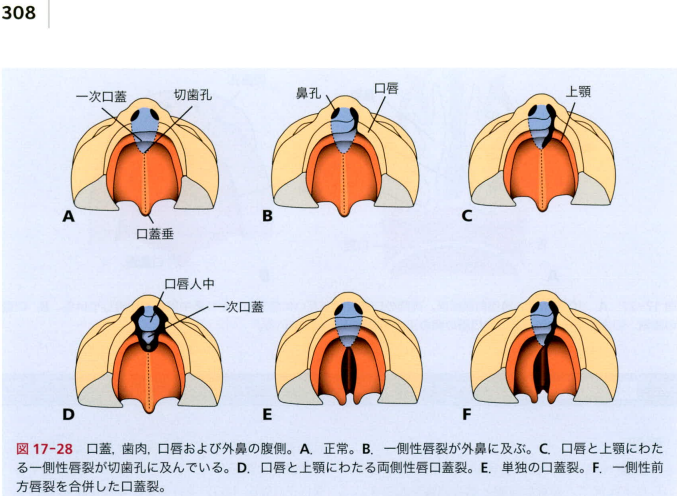 308
一次口蓋
切歯孔
鼻孔
口唇
上顎
A
B
C
口蓋垂
口唇人中
一次口蓋
D
E
F
図 17-28 口蓋, 歯肉, 口唇および外鼻の腹側。A. 正常。B. 一側性唇裂が外鼻に及ぶ。C. 口唇と上顎にわた
る一側性唇裂が切歯孔に及んでいる。D. 口唇と上顎にわたる両側性唇口蓋裂。E. 単独の口蓋裂。F. 一側性前
方唇裂を合併した口蓋裂。